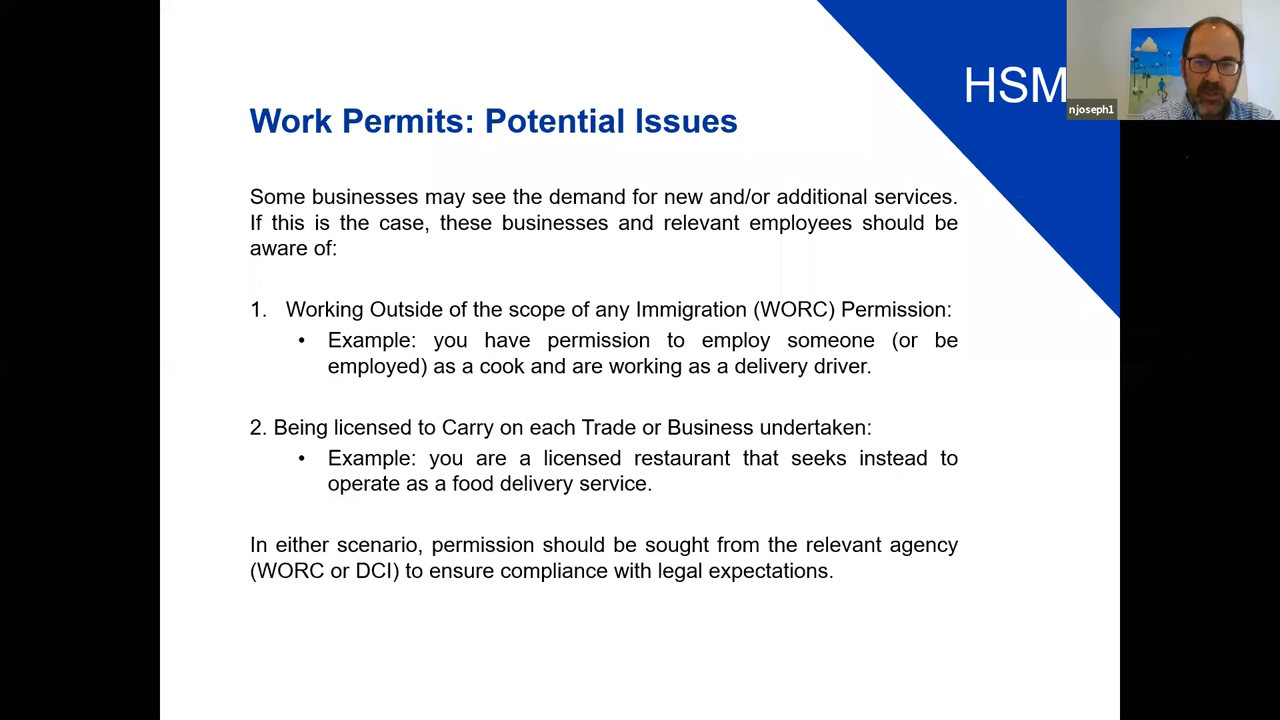 HSM
njoseph1
Work Permits: Potential Issues
Some businesses may see the demand for new and/or additional services.
If this is the case, these businesses and relevant employees should be
aware of:
1. Working Outside of the scope of any Immigration (WORC) Permission:
• Example: you have permission to employ someone (or be
employed) as a cook and are working as a delivery driver.
2. Being licensed to Carry on each Trade or Business undertaken:
• Example: you are a licensed restaurant that seeks instead to
operate as a food delivery service.
In either scenario, permission should be sought from the relevant agency
(WORC or DCI) to ensure compliance with legal expectations.